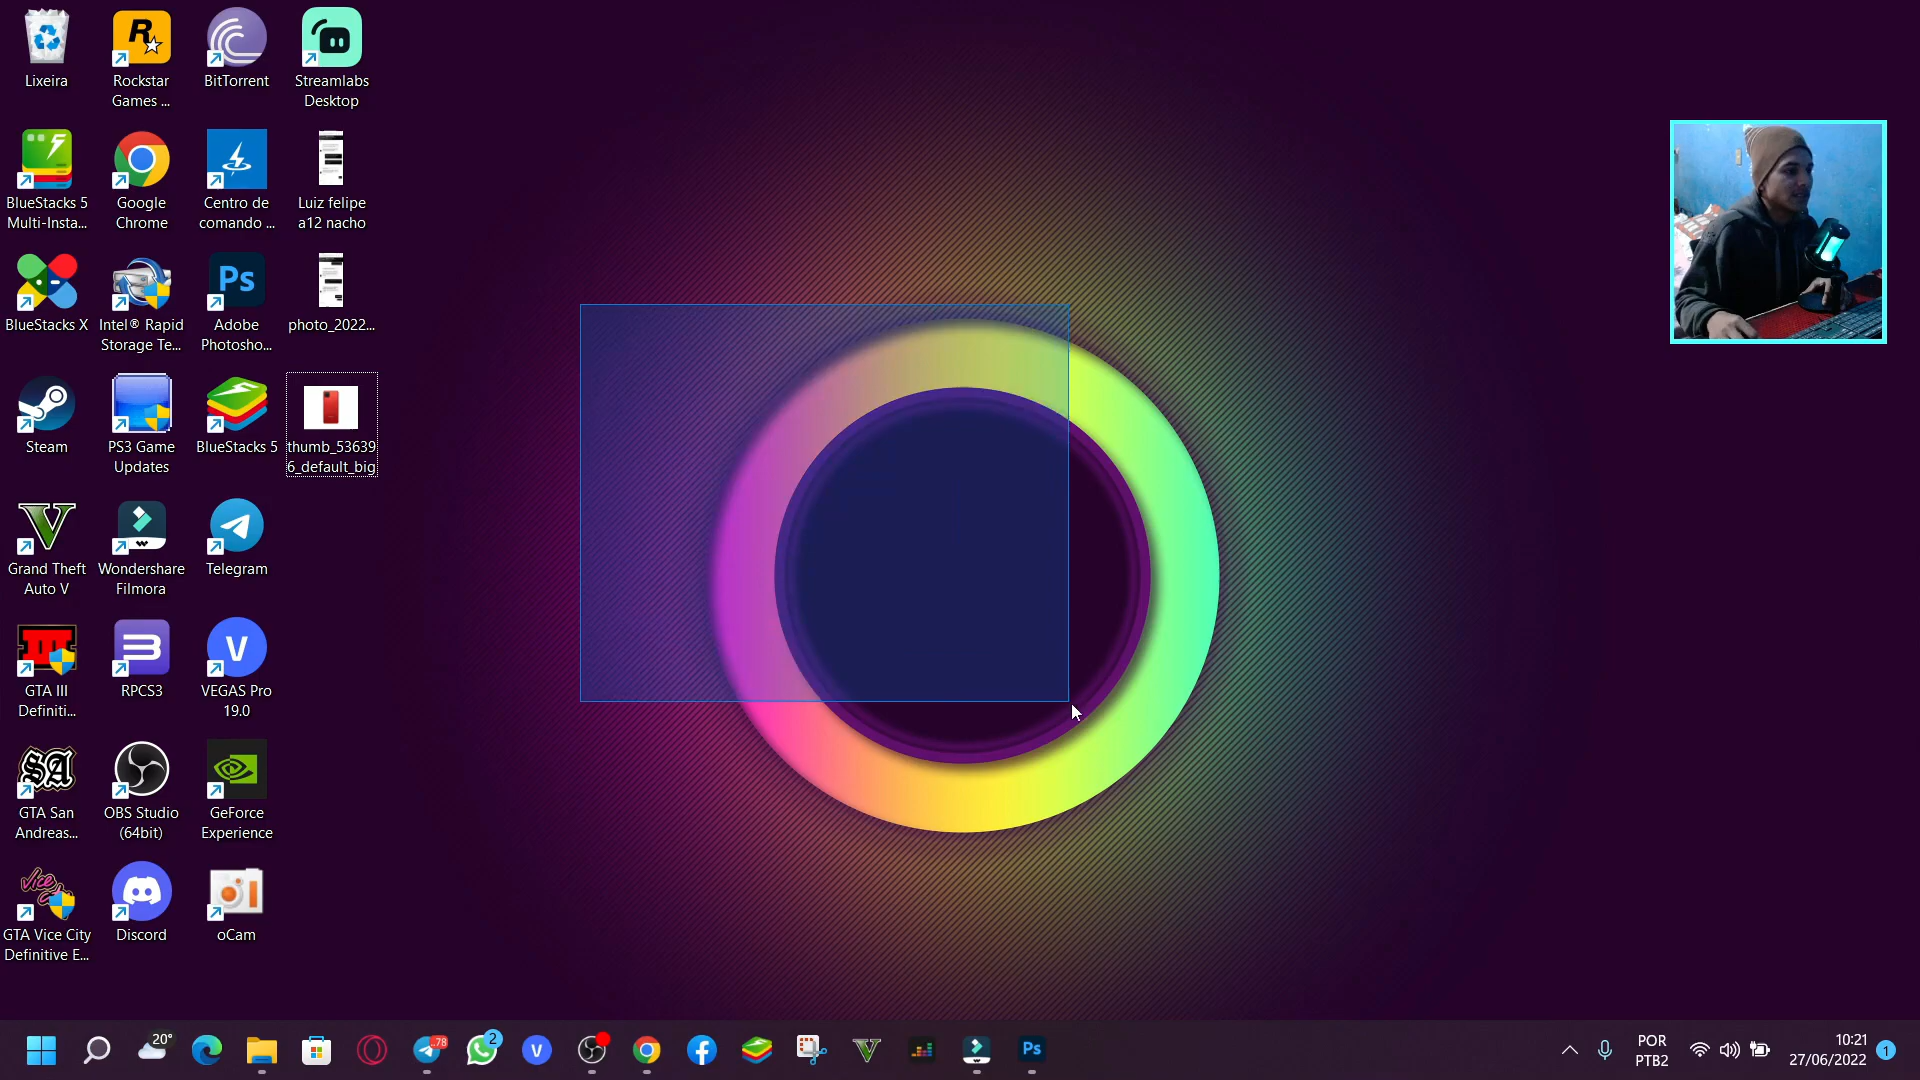 Lixeira
Rockstar
Games ...
BitTorrent
Streamlabs
Desktop
BlueStacks 5
Multi-Insta...
Google
Chrome
Centro de
comando ...
Luiz felipe
a12 nacho
BlueStacks X
Intel® Rapid
Storage Te...
Ps
Adobe
Photosho...
photo_2022...
Steam
PS3 Game
Updates
BlueStacks 5
thumb_53639
6_default_big
Grand Theft
Auto V
Wondershare
Filmora
Telegram
GTA III
Definiti...
RPCS3
V
VEGAS Pro
19.0
GTA San
Andreas...
OBS Studio
(64bit)
GeForce
Experience
GTA Vice City
Definitive E...
Discord
oCam
20°
.78
2
V
Ps
POR
PTB2
10:21
27/06/2022
1